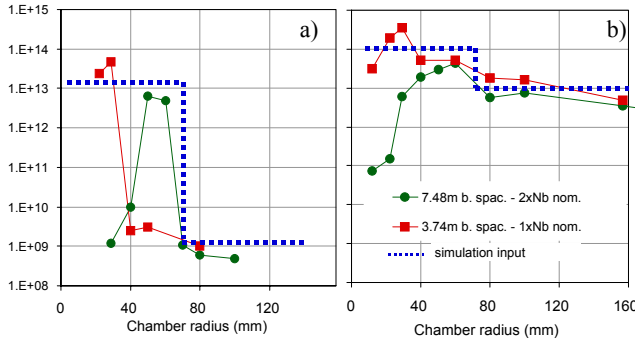 1.E+15
a)
b)
1.E+14
1.E+13
1.E+12
1.E+11
1.E+10
1.E+09
1.E+08
7.48m b. spac. - 2xNb nom.
3.74m b. spac. - 1xNb nom.
simulation input
0 40 80 120
0 40 80 120 160
Chamber radius (mm)
Chamber radius (mm)